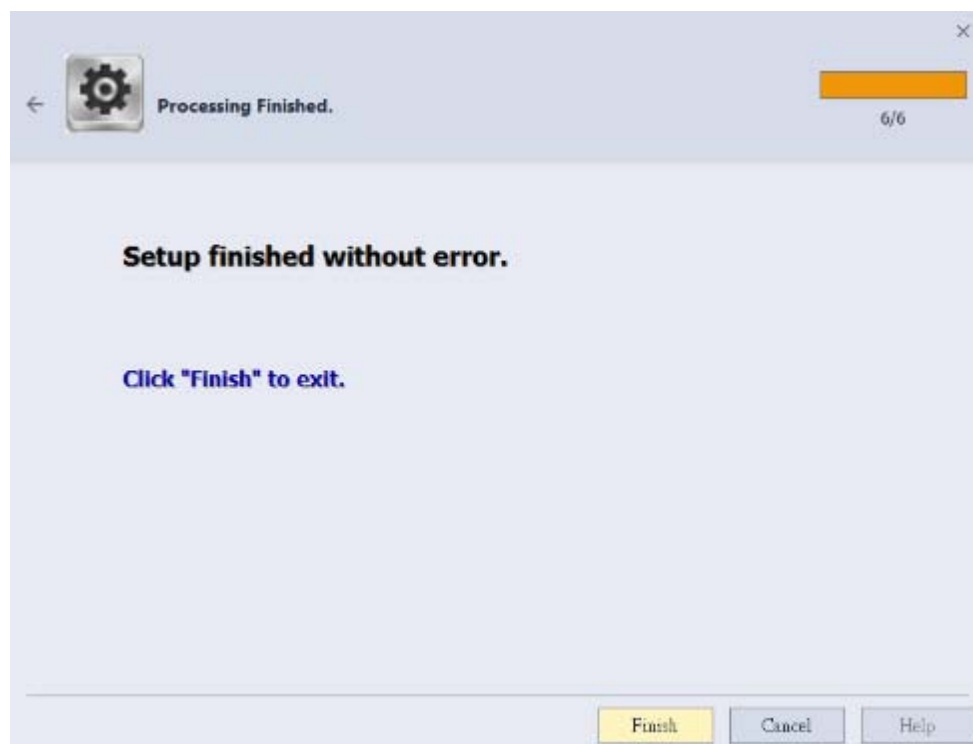 Processing Finished.
6/6
Setup finished without error.
Click "Finish" to exit.
Finish
Cancel
Help